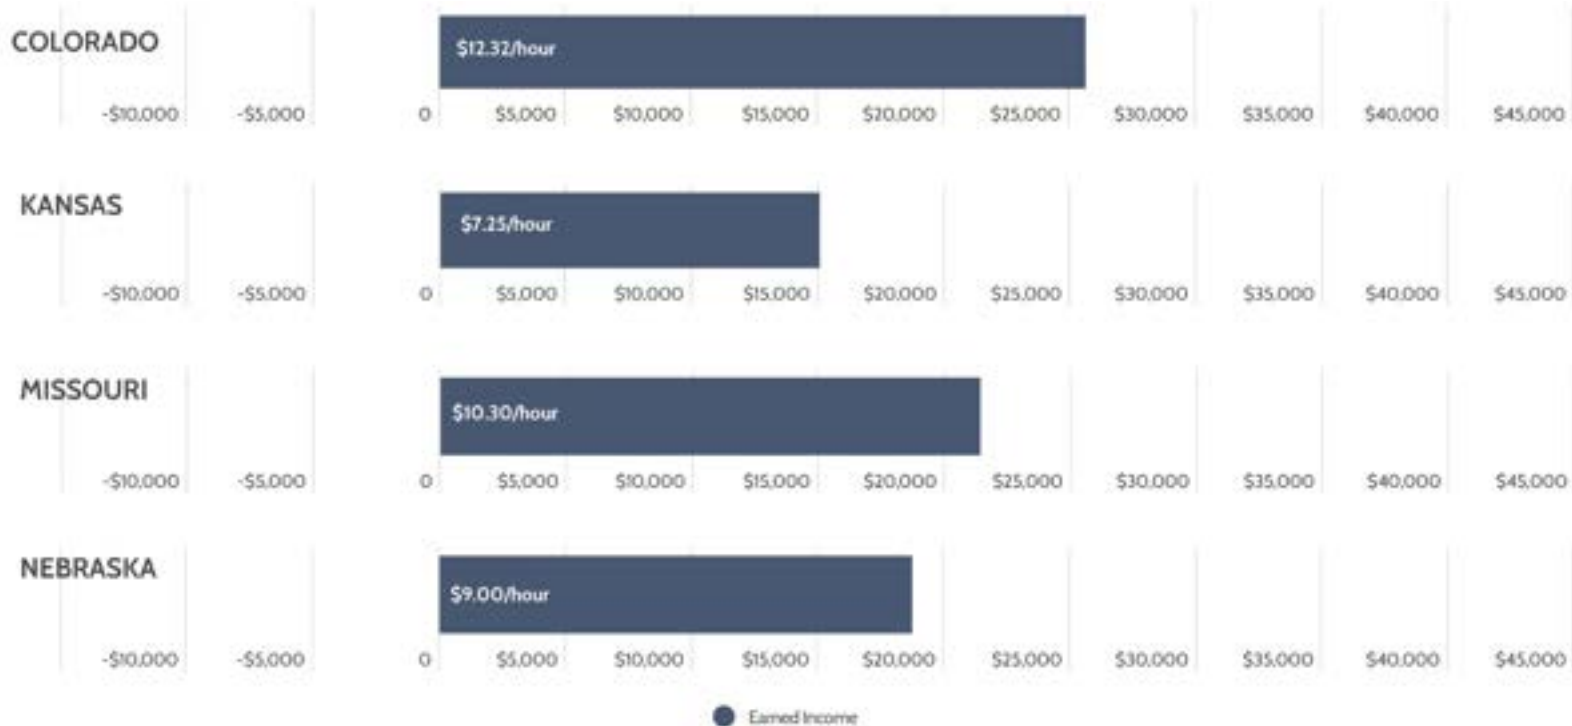 COLORADO
$12.32/hour
-$10,000 -$5,000 0 $5,000 $10,000 $15,000 $20,000 $25,000 $30,000 $35,000 $40,000 $45,000
KANSAS
$7.25/hour
-$10,000 -$5,000 0 $5,000 $10,000 $15,000 $20,000 $25,000 $30,000 $35,000 $40,000 $45,000
MISSOURI
$10.30/hour
-$10,000 -$5,000 0 $5,000 $10,000 $15,000 $20,000 $25,000 $30,000 $35,000 $40,000 $45,000
NEBRASKA
$9.00/hour
-$10,000 -$5,000 0 $5,000 $10,000 $15,000 $20,000 $25,000 $30,000 $35,000 $40,000 $45,000
Earned Income